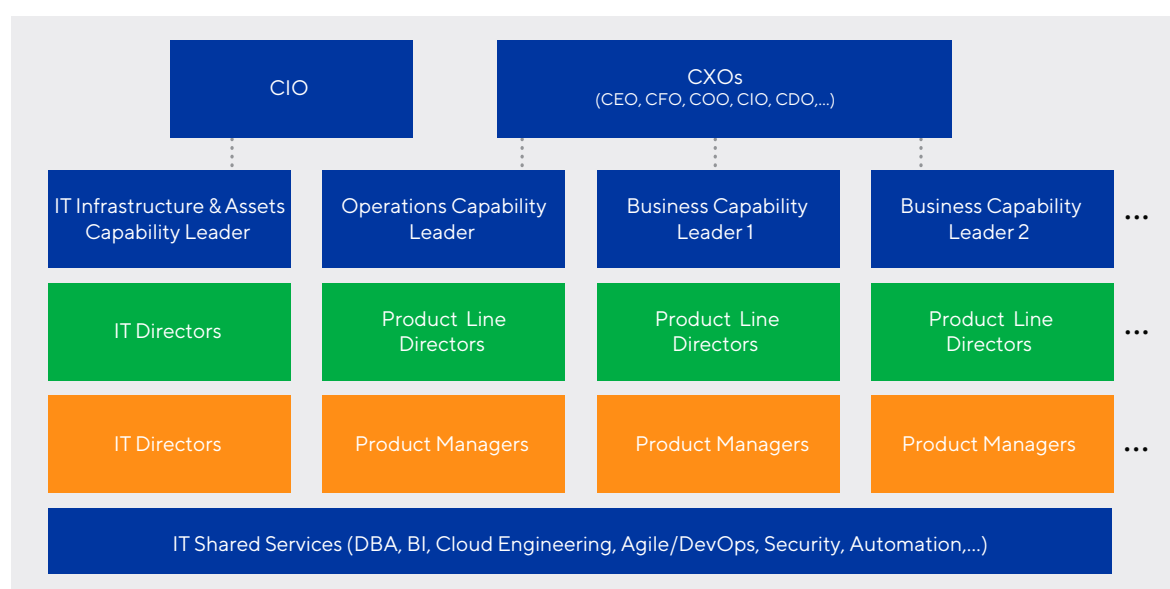 CIO
CXOs
(CEO, CFO, COO, CIO, CDO,...)
IT Infrastructure & Assets
Capability Leader
Operations Capability
Leader
Business Capability
Leader 1
Business Capability
Leader 2
...
IT Directors
Product Line
Directors
Product Line
Directors
Product Line
Directors
...
IT Directors
Product Managers
Product Managers
Product Managers
...
IT Shared Services (DBA, BI, Cloud Engineering, Agile/DevOps, Security, Automation,...)